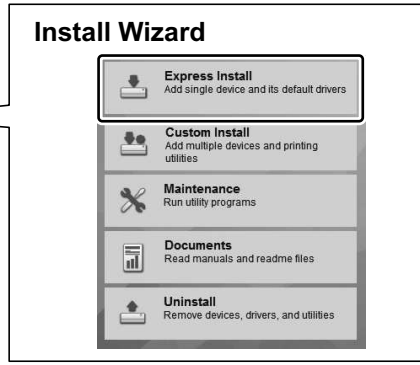 Install Wizard
Express Install
Add single device and its default drivers
Custom Install
Add multiple devices and printing
utilities
Maintenance
Run utility programs
Documents
Read manuals and readme files
Uninstall
Remove devices, drivers, and utilities